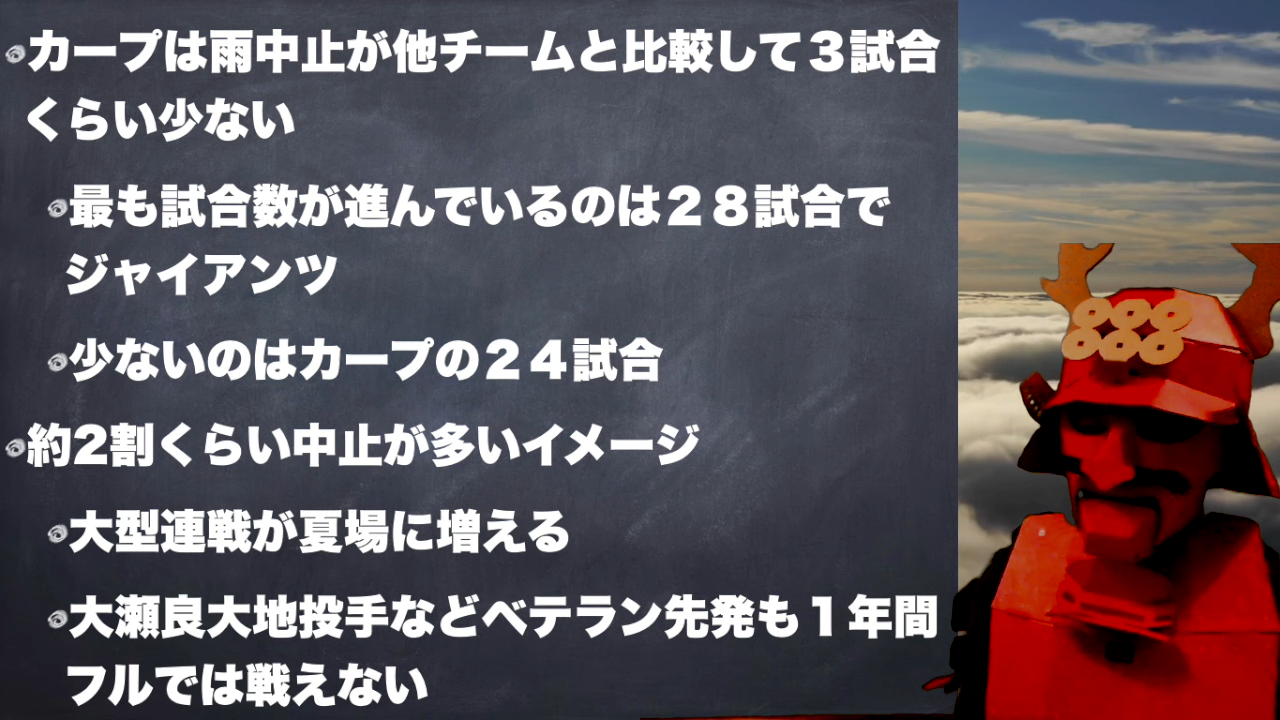 カープは雨中止が他チームと比較して３試合
くらい少ない
最も試合数が進んでいるのは２８試合で
ジャイアンツ
少ないのはカープの２４試合
約2割くらい中止が多いイメージ
大型連戦が夏場に増える
大瀬良大地投手などベテラン先発も１年間
フルでは戦えない